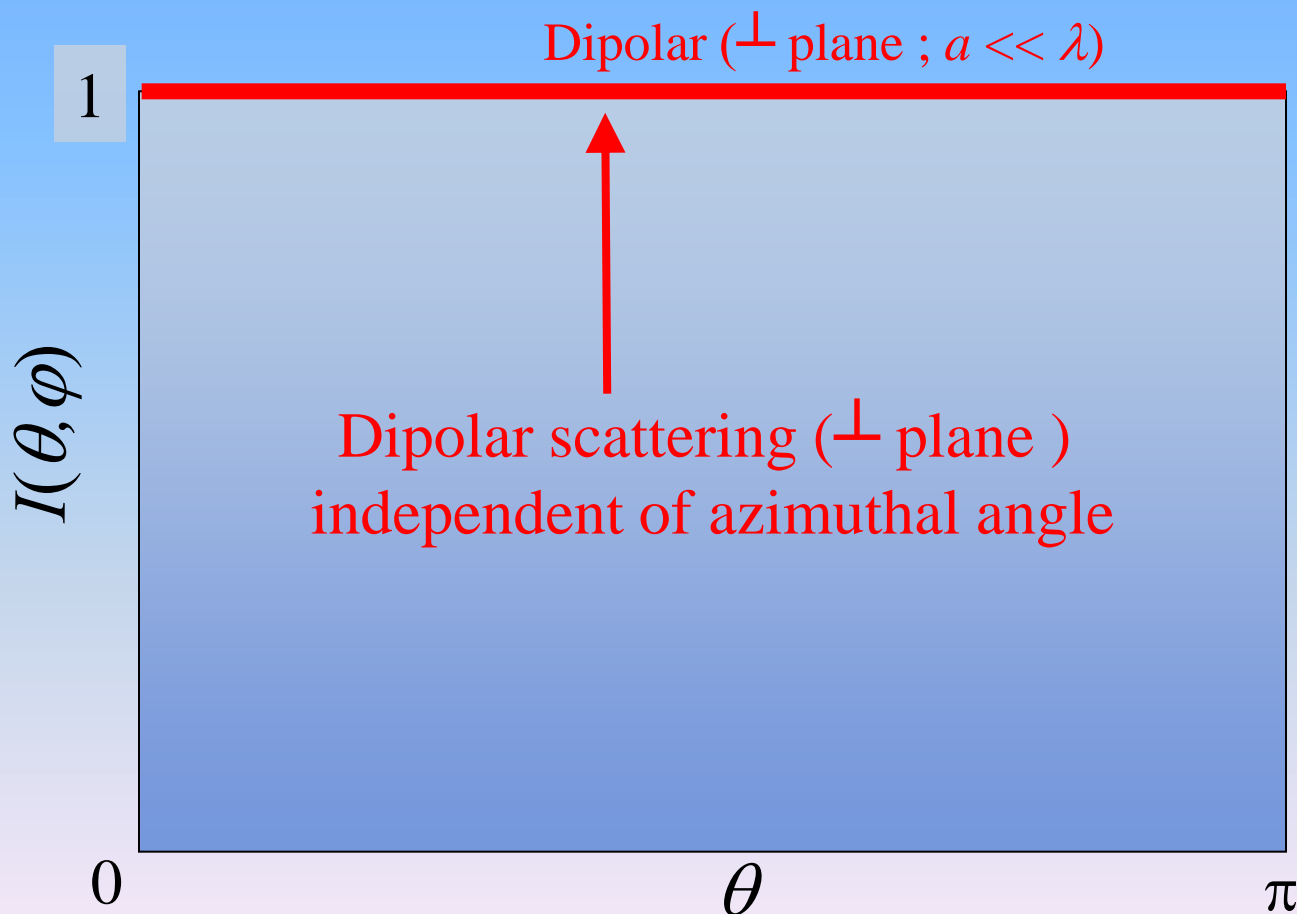 Dipolar (⊥ plane ; a << λ)
1
I(θ,φ)
Dipolar scattering (⊥ plane )
independent of azimuthal angle
0
θ
π